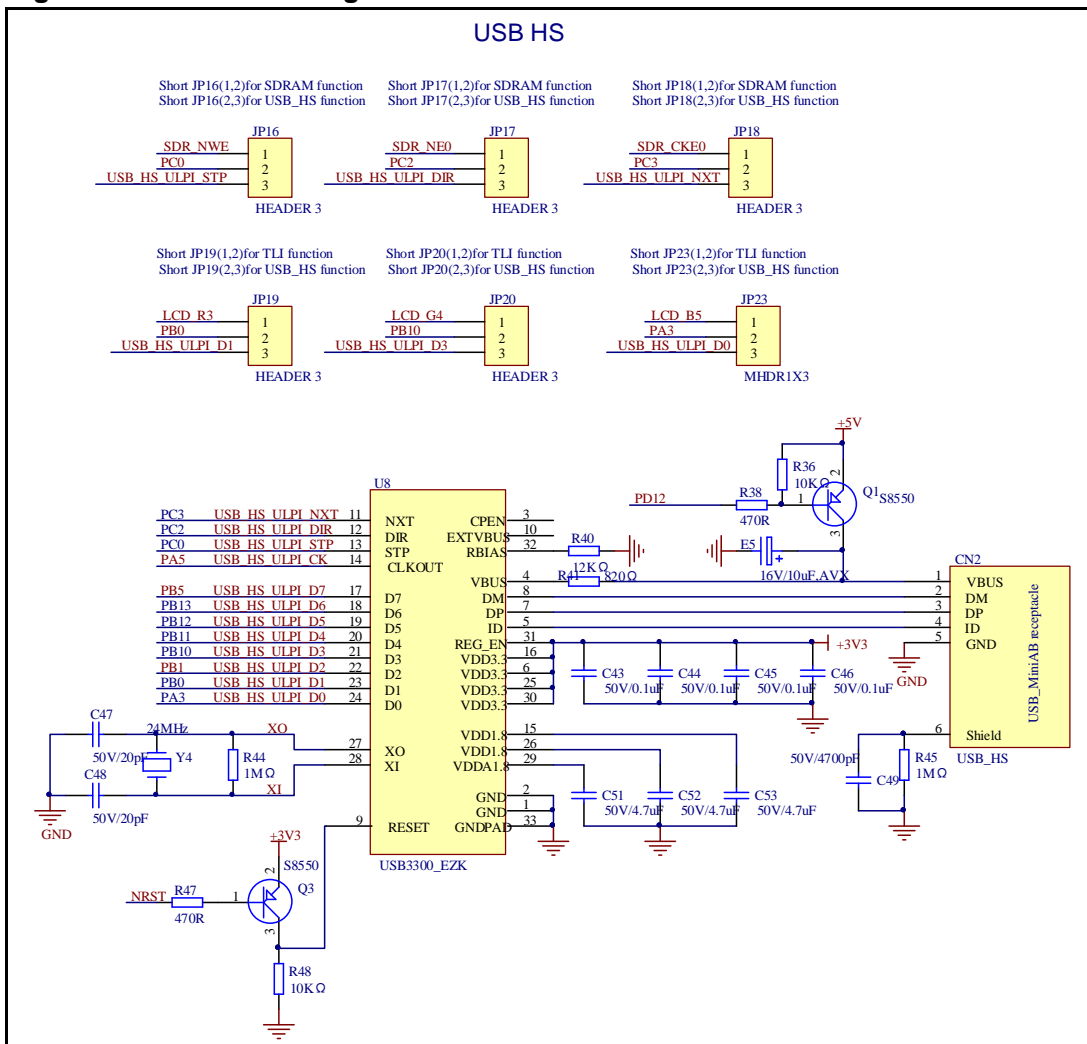 USB HS
Short JP16(1,2)for SDRAM function
Short JP16(2,3)for USB_HS function
Short JP17(1,2)for SDRAM function
Short JP17(2,3)for USB_HS function
Short JP18(1,2)for SDRAM function
Short JP18(2,3)for USB_HS function
JP16
SDR_NWE 1
PC0 2
USB_HS_ULPI_STP 3
HEADER 3
JP17
SDR_NE0 1
PC2 2
USB_HS_ULPI_DIR 3
HEADER 3
JP18
SDR_CKE0 1
PC3 2
USB_HS_ULPI_NXT 3
HEADER 3
Short JP19(1,2)for TLI function
Short JP19(2,3)for USB_HS function
Short JP20(1,2)for TLI function
Short JP20(2,3)for USB_HS function
Short JP23(1,2)for TLI function
Short JP23(2,3)for USB_HS function
JP19
LCD_R3 1
PB0 2
USB_HS_ULPI_D1 3
HEADER 3
JP20
LCD_G4 1
PB10 2
USB_HS_ULPI_D3 3
HEADER 3
JP23
LCD_B5 1
PA3 2
USB_HS_ULPI_D0 3
MHDR1X3
+5V
R36
10KΩ
2
Q1
S8550
PD12
R38
470R
1
3
E5
16V/10uF,AVX
U8
PC3 USB_HS_ULPI_NXT 11 NXT
PC2 USB_HS_ULPI_DIR 12 DIR
PC0 USB_HS_ULPI_STP 13 STP
PA5 USB_HS_ULPI_CK 14 CLKOUT
PB5 USB_HS_ULPI_D7 17 D7
PB13 USB_HS_ULPI_D6 18 D6
PB12 USB_HS_ULPI_D5 19 D5
PB11 USB_HS_ULPI_D4 20 D4
PB10 USB_HS_ULPI_D3 21 D3
PB1 USB_HS_ULPI_D2 22 D2
PB0 USB_HS_ULPI_D1 23 D1
PA3 USB_HS_ULPI_D0 24 D0
XO 27 XO
XI 28 XI
9 RESET
CPEN 3
EXTVBUS 10
RBIAS 32
VBUS 4
DM 8
DP 7
ID 5
REG_EN 31
VDD3.3 16
VDD3.3 6
VDD3.3 25
VDD3.3 30
VDD1.8 15
VDD1.8 26
VDDA1.8 29
GND 2
GND 1
GNDPAD 33
USB3300_EZK
R40
12KΩ
R41 820Ω
+3V3
C43
50V/0.1uF
C44
50V/0.1uF
C45
50V/0.1uF
C46
50V/0.1uF
C51
50V/4.7uF
C52
50V/4.7uF
C53
50V/4.7uF
CN2
1 VBUS
2 DM
3 DP
4 ID
5 GND
GND
USB_MiniAB receptacle
6 Shield
USB_HS
50V/4700pF
C49
R45
1MΩ
C47
50V/20pF
C48
50V/20pF
24MHz
Y4
R44
1MΩ
GND
+3V3
2
S8550
Q3
NRST
R47
470R
1
3
R48
10KΩ